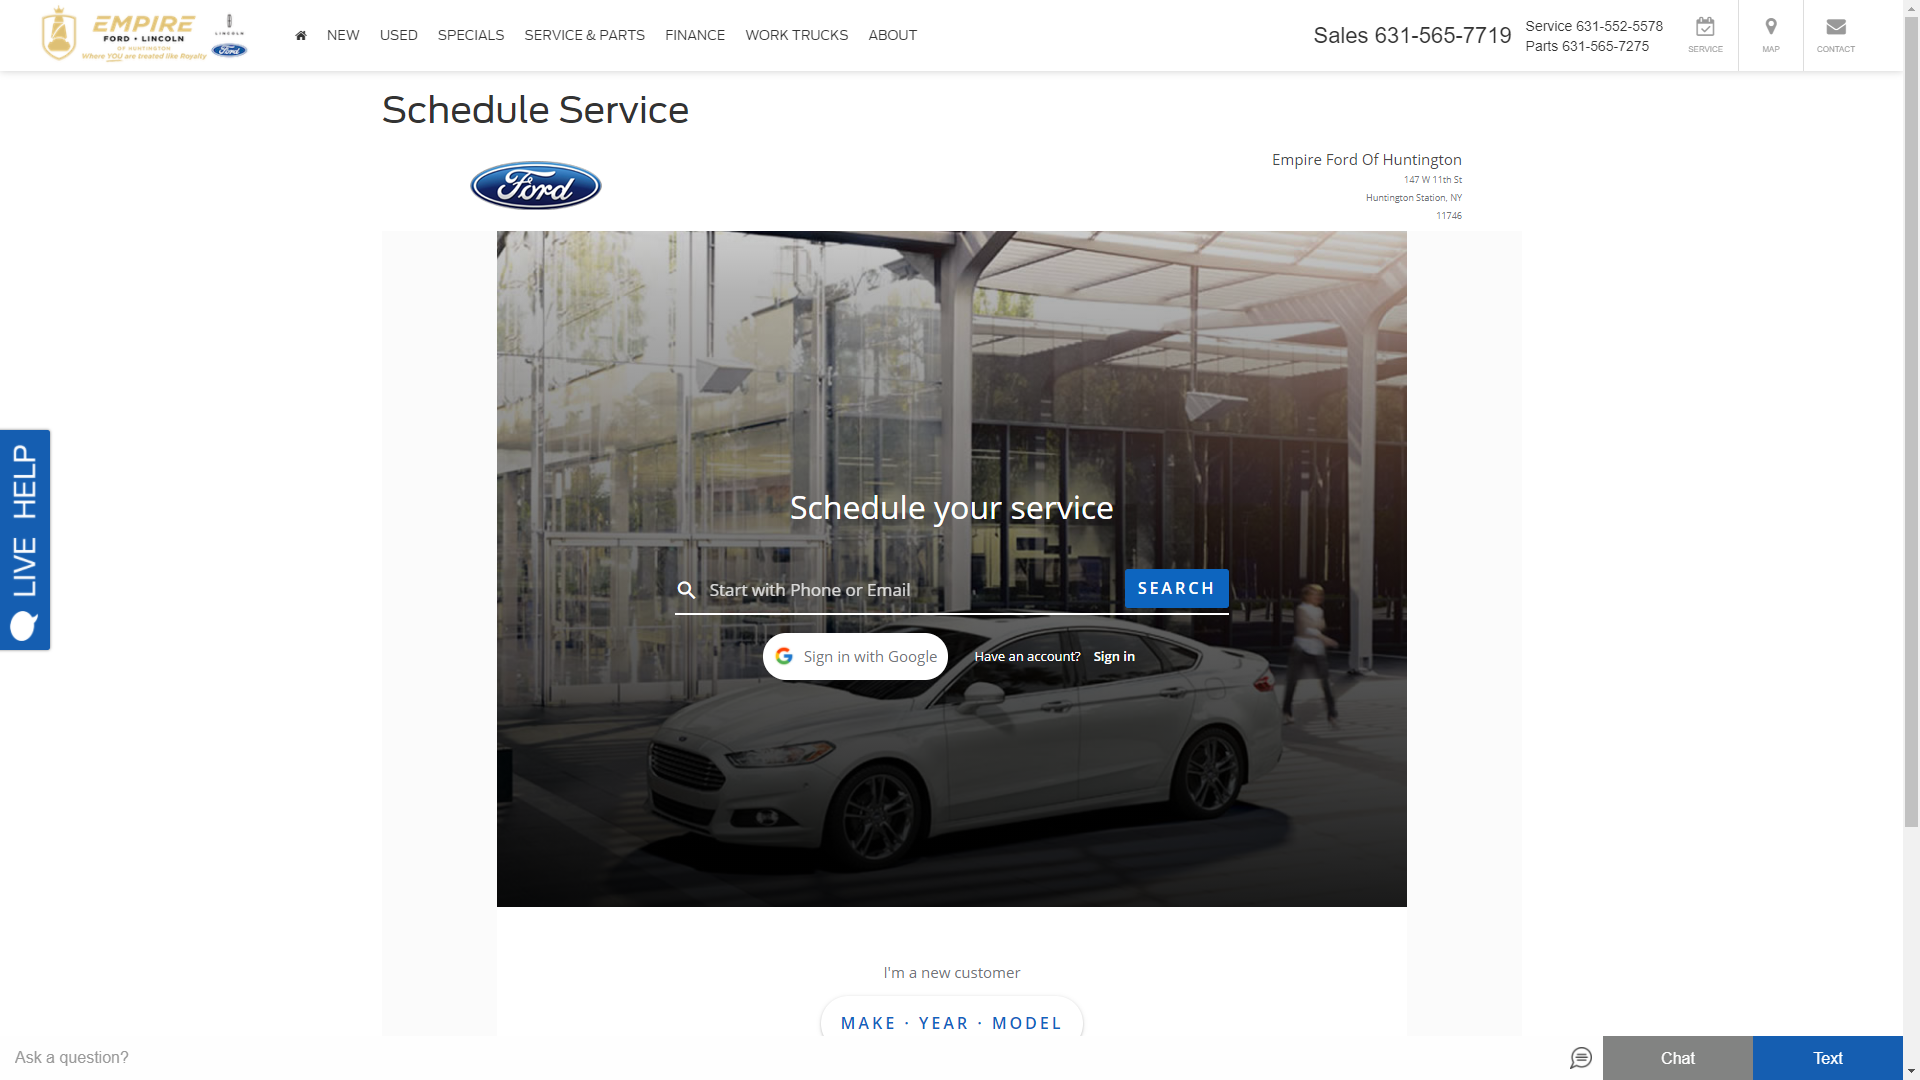 EMPIRE
FORD • LINCOLN
OF HUNTINGTON
Where YOU are treated like Royalty
LINCOLN
Ford
NEW
USED
SPECIALS
SERVICE & PARTS
FINANCE
WORK TRUCKS
ABOUT
Sales 631-565-7719
Service 631-552-5578
Parts 631-565-7275
SERVICE
MAP
CONTACT
Schedule Service
Ford
Empire Ford Of Huntington
147 W 11th St
Huntington Station, NY
11746
LIVE HELP
Schedule your service
Start with Phone or Email
SEARCH
Sign in with Google
Have an account? Sign in
I'm a new customer
MAKE · YEAR · MODEL
Ask a question?
Chat
Text